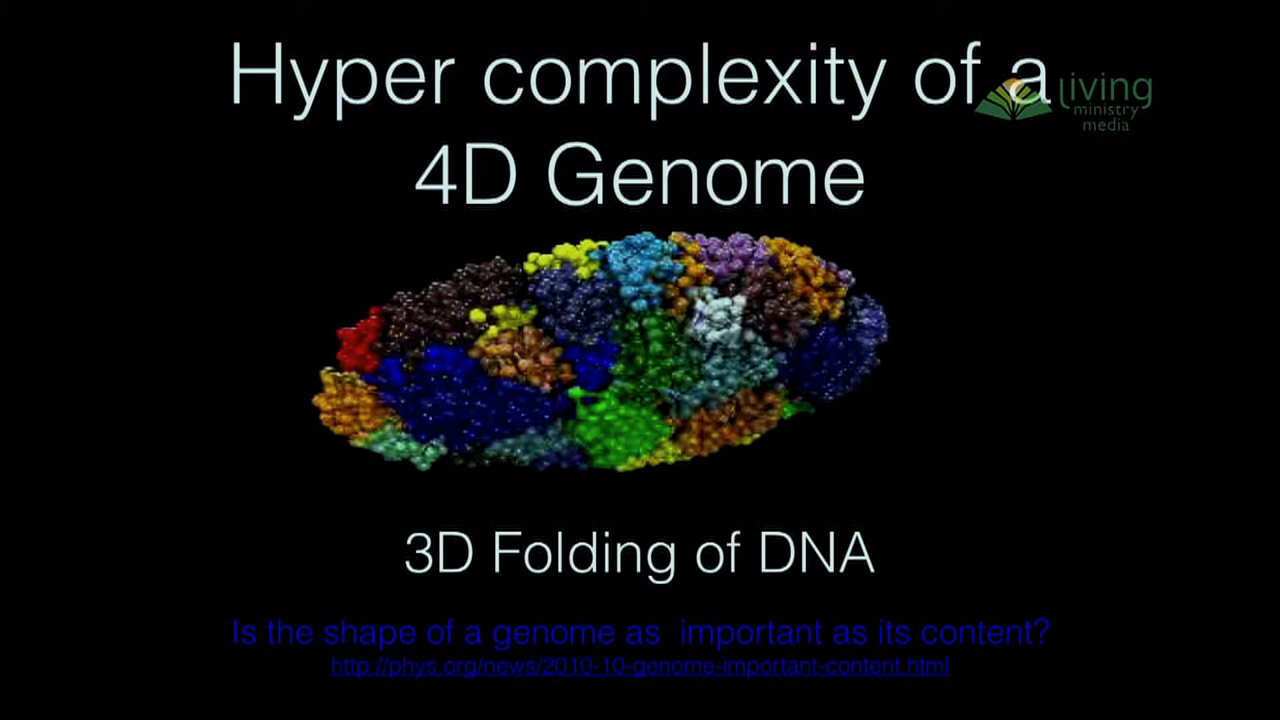 Hyper complexity of a
living
ministry
media
4D Genome
3D Folding of DNA
Is the shape of a genome as important as its content?
http://phys.org/news/2010-10-genome-important-content.html